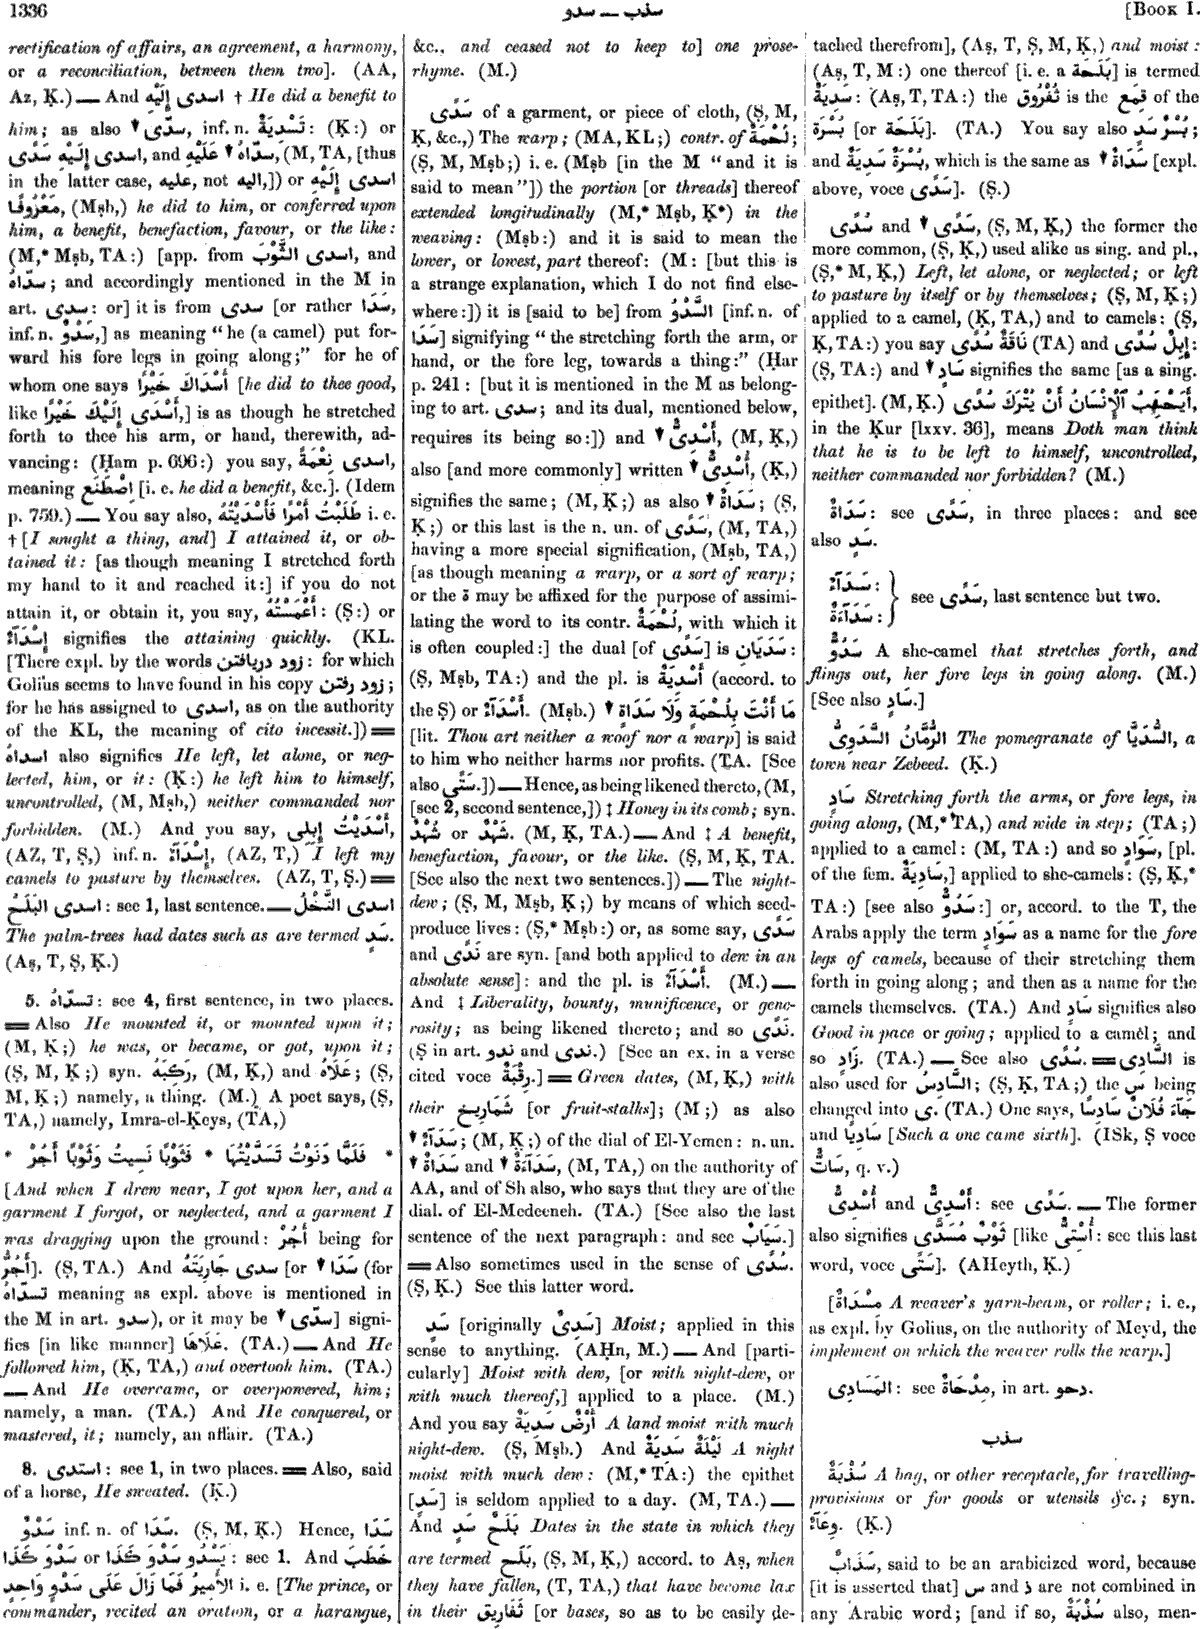 1336
سدو — سذب
[BOOK I.
rectification of affairs, an agreement, a harmony,
or a reconciliation, between them two]. (AA,
Az, Ḳ.) — And اسدى إِلَيْهِ † He did a benefit to
him; as also ▼ سدّى, inf. n. تَسْدِيَةٌ: (Ḳ:) or
اسدى إِلَيْهِ سَدًى, and عَلَيْهِ ▼ سدّاهُ, (M, TA, [thus
in the latter case, عليه, not اليه,]) or اسدى إِلَيْهِ
مَعْرُوفًا, (Mṣb,) he did to him, or conferred upon
him, a benefit, benefaction, favour, or the like:
(M,* Mṣb, TA:) [app. from اسدى الثَّوْبَ, and
سدّاهُ; and accordingly mentioned in the M in
art. سدى: or] it is from سدى [or rather سَدَا,
inf. n. سَدْوٌ,] as meaning "he (a camel) put for-
ward his fore legs in going along;" for he of
whom one says أَسْدَاكَ خَيْرًا [he did to thee good,
like أَسْدَى إِلَيْكَ خَيْرًا,] is as though he stretched
forth to thee his arm, or hand, therewith, ad-
vancing: (Ḥam p. 696:) you say, اسدى نِعْمَةً,
meaning اِصْطَنَعَ [i. e. he did a benefit, &c.]. (Idem
p. 759.) — You say also, طَلَبْتُ أَمْرًا فَأَسْدَيْتُهُ i. e.
† [I sought a thing, and] I attained it, or ob-
tained it: [as though meaning I stretched forth
my hand to it and reached it:] if you do not
attain it, or obtain it, you say, أَغْمَسْتُهُ: (Ṣ:) or
إِسْدَآءٌ signifies the attaining quickly. (KL.
[There expl. by the words زود دريافتن: for which
Golius seems to have found in his copy زود رفتن;
for he has assigned to اسدى, as on the authority
of the KL, the meaning of cito incessit.]) ==
اسداهُ also signifies He left, let alone, or neg-
lected, him, or it: (Ḳ:) he left him to himself,
uncontrolled, (M, Mṣb,) neither commanded nor
forbidden. (M.) And you say, أَسْدَيْتُ إِبِلِى,
(AZ, T, Ṣ,) inf. n. إِسْدَآءٌ, (AZ, T,) I left my
camels to pasture by themselves. (AZ, T, Ṣ.) ==
اسدى البَلَحُ: see 1, last sentence. — اسدى النَّخْلُ
The palm-trees had dates such as are termed سَدٍ.
(Aṣ, T, Ṣ, Ḳ.)
5. تسدّاهُ: see 4, first sentence, in two places.
== Also He mounted it, or mounted upon it;
(M, Ḳ;) he was, or became, or got, upon it;
(Ṣ, M, Ḳ;) syn. رَكِبَهُ, (M, Ḳ,) and عَلَاهُ; (Ṣ,
M, Ḳ;) namely, a thing. (M.) A poet says, (Ṣ,
TA,) namely, Imra-el-Ḳeys, (TA,)
* فَلَمَّا دَنَوْتُ تَسَدَّيْتُهَا * فَثَوْبًا نَسِيتُ وَثَوْبًا أَجُرْ *
[And when I drew near, I got upon her, and a
garment I forgot, or neglected, and a garment I
was dragging upon the ground: أَجُرْ being for
أَجُرُّ]. (Ṣ, TA.) And سدى جَارِيَتَهُ [or ▼ سَدَا (for
تسدّاهُ meaning as expl. above is mentioned in
the M in art. سدو), or it may be ▼ سدّى] signi-
fies [in like manner] عَلَاهَا. (TA.) — And He
followed him, (Ḳ, TA,) and overtook him. (TA.)
— And He overcame, or overpowered, him;
namely, a man. (TA.) And He conquered, or
mastered, it; namely, an affair. (TA.)
8. استدى: see 1, in two places. == Also, said
of a horse, He sweated. (Ḳ.)
سَدْوٌ inf. n. of سَدَا. (Ṣ, M, Ḳ.) Hence, سَدَا
سَدْوَ كَذَا or يَسْدُو سَدْوَ كَذَا: see 1. And خَطَبَ
الأَمِيرُ فَمَا زَالَ عَلَى سَدْوٍ وَاحِدٍ i. e. [The prince, or
commander, recited an oration, or a harangue,
&c., and ceased not to keep to] one prose-
rhyme. (M.)
سَدًى of a garment, or piece of cloth, (Ṣ, M,
Ḳ, &c.,) The warp; (MA, KL;) contr. of لُحْمَةٌ;
(Ṣ, M, Mṣb;) i. e. (Mṣb [in the M "and it is
said to mean"]) the portion [or threads] thereof
extended longitudinally (M,* Mṣb, Ḳ*) in the
weaving: (Mṣb:) and it is said to mean the
lower, or lowest, part thereof: (M: [but this is
a strange explanation, which I do not find else-
where:]) it is [said to be] from السَّدْوُ [inf. n. of
سَدَا] signifying "the stretching forth the arm, or
hand, or the fore leg, towards a thing:" (Ḥar
p. 241: [but it is mentioned in the M as belong-
ing to art. سدى; and its dual, mentioned below,
requires its being so:]) and ▼ أَسْدِىٌّ, (M, Ḳ,)
also [and more commonly] written ▼ أُسْدِىٌّ, (Ḳ,)
signifies the same; (M, Ḳ;) as also ▼ سَدَاةٌ; (Ṣ,
Ḳ;) or this last is the n. un. of سَدًى, (M, TA,)
having a more special signification, (Mṣb, TA,)
[as though meaning a warp, or a sort of warp;
or the ة may be affixed for the purpose of assimi-
lating the word to its contr. لُحْمَةٌ, with which it
is often coupled:] the dual [of سَدًى] is سَدَيَانِ:
(Ṣ, Mṣb, TA:) and the pl. is أَسْدِيَةٌ (accord. to
the Ṣ) or أَسْدَآءٌ. (Mṣb.) مَا أَنْتَ بِلُحْمَةٍ وَلَا سَدَاةٍ ▼
[lit. Thou art neither a woof nor a warp] is said
to him who neither harms nor profits. (TA. [See
also سَتًى.]) — Hence, as being likened thereto, (M,
[see 2, second sentence,]) ‡ Honey in its comb; syn.
شُهْدٌ or شَهْدٌ. (M, Ḳ, TA.) — And ‡ A benefit,
benefaction, favour, or the like. (Ṣ, M, Ḳ, TA.
[See also the next two sentences.]) — The night-
dew; (Ṣ, M, Mṣb, Ḳ;) by means of which seed-
produce lives: (Ṣ,* Mṣb:) or, as some say, سَدًى
and نَدًى are syn. [and both applied to dew in an
absolute sense]: and the pl. is أَسْدَآءٌ. (M.) —
And ‡ Liberality, bounty, munificence, or gene-
rosity; as being likened thereto; and so نَدًى.
(Ṣ in art. ندو and ندى.) [See an ex. in a verse
cited voce رِقْبَةٌ.] == Green dates, (M, Ḳ,) with
their شَمَارِيخ [or fruit-stalks]; (M;) as also
▼ سَدَآءٌ; (M, Ḳ;) of the dial of El-Yemen: n. un.
▼ سَدَاةٌ and ▼ سَدَآءَةٌ, (M, TA,) on the authority of
AA, and of Sh also, who says that they are of the
dial. of El-Medeeneh. (TA.) [See also the last
sentence of the next paragraph: and see سَيَابٌ.]
== Also sometimes used in the sense of سُدًى.
(Ṣ, Ḳ.) See this latter word.
سَدٍ [originally سَدِىٌ] Moist; applied in this
sense to anything. (AḤn, M.) — And [parti-
cularly] Moist with dew, [or with night-dew, or
with much thereof,] applied to a place. (M.)
And you say أَرْضٌ سَدِيَةٌ A land moist with much
night-dew. (Ṣ, Mṣb.) And لَيْلَةٌ سَدِيَةٌ A night
moist with much dew: (M,* TA:) the epithet
[سَدٍ] is seldom applied to a day. (M, TA.) —
And بَلَحٌ سَدٍ Dates in the state in which they
are termed بَلَح, (Ṣ, M, Ḳ,) accord. to Aṣ, when
they have fallen, (T, TA,) that have become lax
in their ثَفَارِيق [or bases, so as to be easily de-
tached therefrom], (Aṣ, T, Ṣ, M, Ḳ,) and moist:
(Aṣ, T, M:) one thereof [i. e. a بَلَحَة] is termed
سَدِيَةٌ: (Aṣ, T, TA:) the ثُفْرُوق is the قِمَع of the
بُسْرَة [or بَلَحَة]. (TA.) You say also بُسْرٌ سَدٍ;
and بُسْرَةٌ سَدِيَةٌ, which is the same as ▼ سَدَاةٌ [expl.
above, voce سَدًى]. (Ṣ.)
سُدًى and ▼ سَدًى, (Ṣ, M, Ḳ,) the former the
more common, (Ṣ, Ḳ,) used alike as sing. and pl.,
(Ṣ,* M, Ḳ,) Left, let alone, or neglected; or left
to pasture by itself or by themselves; (Ṣ, M, Ḳ;)
applied to a camel, (Ḳ, TA,) and to camels: (Ṣ,
Ḳ, TA:) you say نَاقَةٌ سُدًى (TA) and إِبِلٌ سُدًى:
(Ṣ, TA:) and ▼ سَادٍ signifies the same [as a sing.
epithet]. (M, Ḳ.) أَيَحْسِبُ ٱلْإِنْسَانُ أَنْ يُتْرَكَ سُدًى,
in the Ḳur [lxxv. 36], means Doth man think
that he is to be left to himself, uncontrolled,
neither commanded nor forbidden? (M.)
سَدَاةٌ: see سَدًى, in three places: and see
also سَدٍ.
سَدَآءٌ:
سَدَآءَةٌ:
} see سَدًى, last sentence but two.
سَدُوٌّ A she-camel that stretches forth, and
flings out, her fore legs in going along. (M.)
[See also سَادٍ.]
الرُّمَّانُ السُّدَوِىُّ The pomegranate of السُّدَيَّا, a
town near Zebeed. (Ḳ.)
سَادٍ Stretching forth the arms, or fore legs, in
going along, (M,* TA,) and wide in step; (TA;)
applied to a camel: (M, TA:) and so سَوَادٍ, [pl.
of the fem. سَادِيَةٌ,] applied to she-camels: (Ṣ, Ḳ,*
TA:) [see also سَدُوٌّ:] or, accord. to the T, the
Arabs apply the term سَوَادٍ as a name for the fore
legs of camels, because of their stretching them
forth in going along; and then as a name for the
camels themselves. (TA.) And سَادٍ signifies also
Good in pace or going; applied to a camel; and
so زَادٍ. (TA.) — See also سُدًى. == السَّادِى is
also used for السَّادِسُ; (Ṣ, Ḳ, TA;) the س being
changed into ى. (TA.) One says, جَآءَ فُلَانٌ سَادِسًا
and سَادِيًا [Such a one came sixth]. (ISk, Ṣ voce
سَاتٌّ, q. v.)
أَسْدِىٌّ and أُسْدِىٌّ: see سَدًى. — The former
also signifies ثَوْبٌ مُسَدًّى [like أُسْتِىٌّ: see this last
word, voce سَتًى]. (AHeyth, Ḳ.)
[مِسْدَاةٌ A weaver's yarn-beam, or roller; i. e.,
as expl. by Golius, on the authority of Meyd, the
implement on which the weaver rolls the warp.]
المَسَادِى: see مِدْحَاةٌ, in art. دحو.
سذب
سُذْبَةٌ A bag, or other receptacle, for travelling-
provisions or for goods or utensils &c.; syn.
وِعَآءٌ. (Ḳ.)
سَذَابٌ, said to be an arabicized word, because
[it is asserted that] س and ذ are not combined in
any Arabic word; [and if so, سُذْبَةٌ also, men-